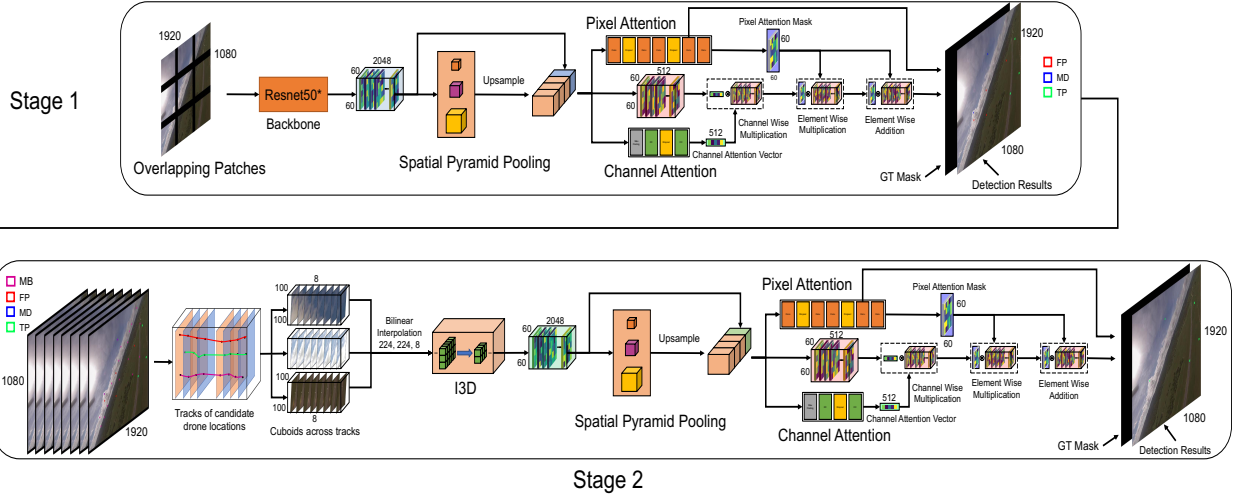 Stage 1
1920
1080
Overlapping Patches
Resnet50*
Backbone
2048
60
60
Spatial Pyramid Pooling
Upsample
Pixel Attention
Pixel Attention Mask
60
60
512
60
60
Channel Wise
Multiplication
Element Wise
Multiplication
Element Wise
Addition
512
Channel Attention Vector
Channel Attention
1920
1080
FP
MD
TP
GT Mask
Detection Results
MB
FP
MD
TP
1080
1920
Tracks of candidate
drone locations
8
100
100
100
100
100
8
Cuboids across tracks
Bilinear
Interpolation
224, 224, 8
I3D
2048
60
60
Spatial Pyramid Pooling
Upsample
Pixel Attention
Pixel Attention Mask
60
60
512
60
60
Channel Wise
Multiplication
Element Wise
Multiplication
Element Wise
Addition
512
Channel Attention Vector
Channel Attention
1920
1080
GT Mask
Detection Results
Stage 2